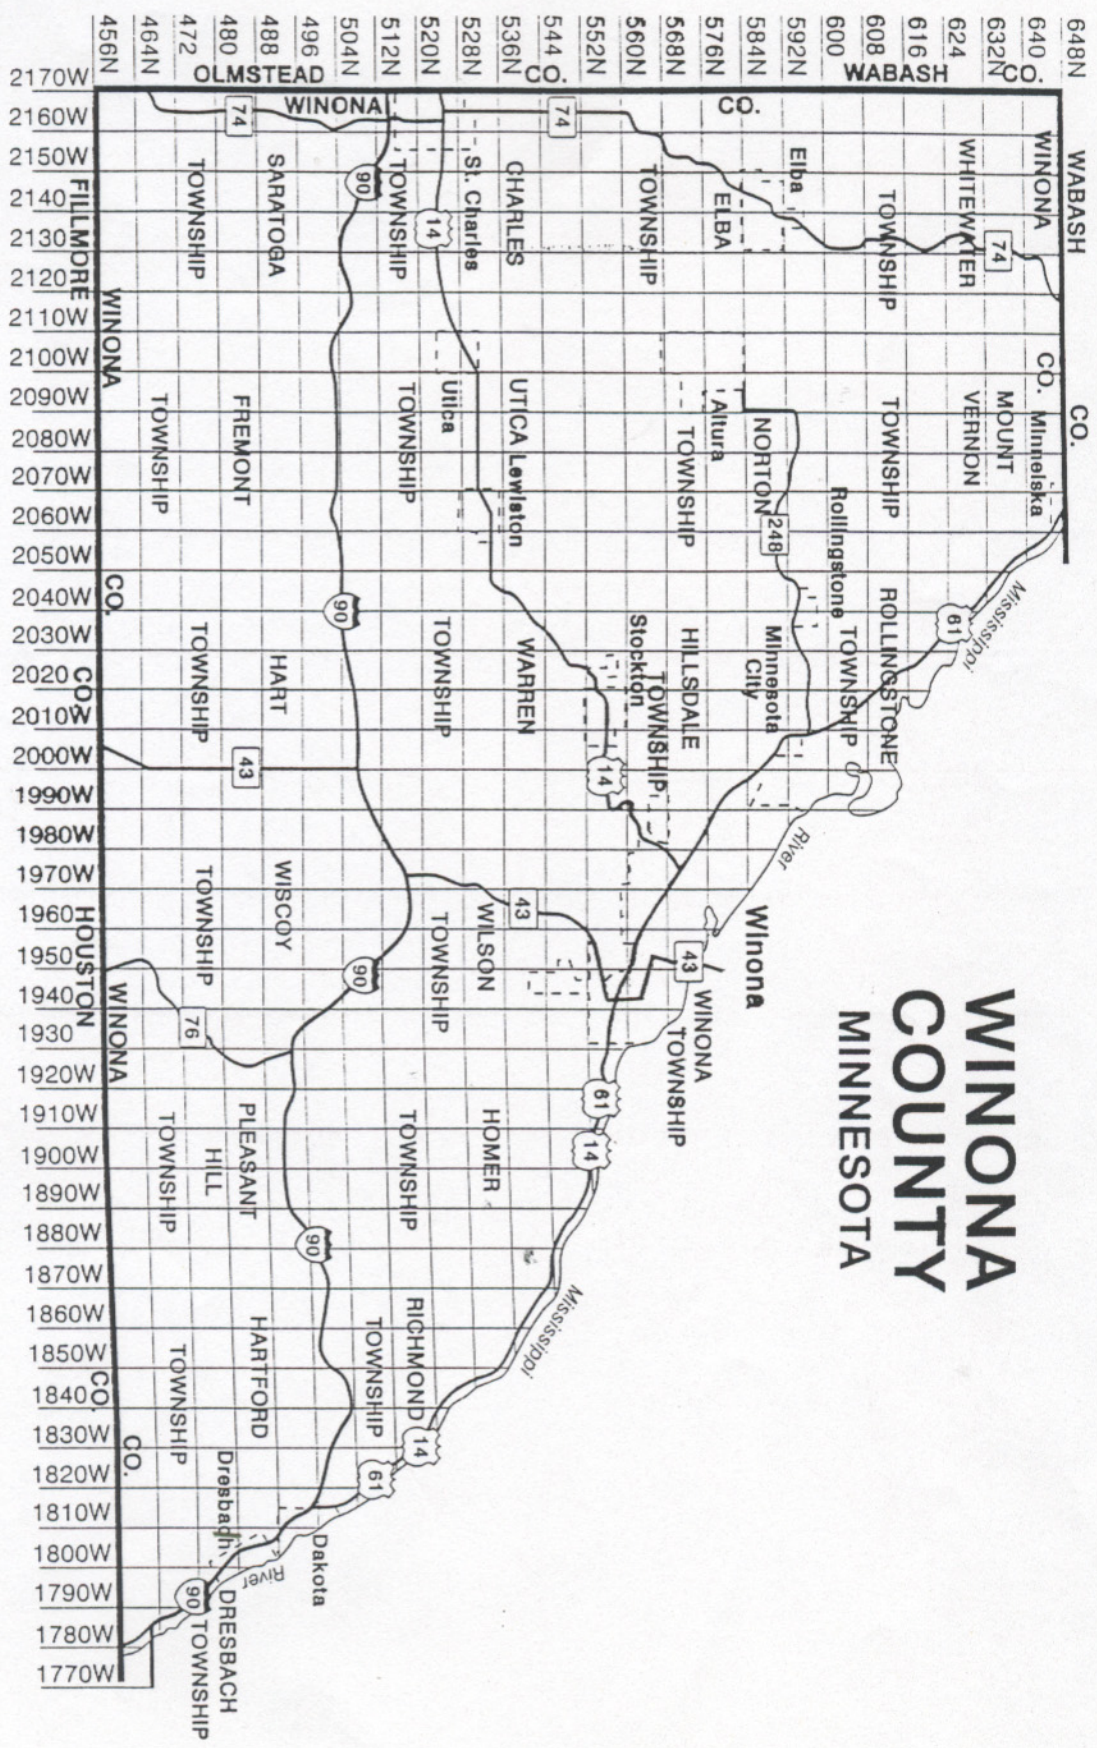 WINONA
COUNTY
MINNESOTA
648N
640
632N
624
616
608
600
592N
584N
576N
568N
560N
552N
544
536N
528N
520N
512N
504N
496
488
480
472
464N
456N
WABASH
CO.
WINONA
CO.
WABASH
CO.
CO.
OLMSTEAD
CO.
WINONA
Minneiska
MOUNT
VERNON
TOWNSHIP
WHITEWATER
TOWNSHIP
74
Elba
ELBA
TOWNSHIP
74
Mississippi
61
ROLLINGSTONE
TOWNSHIP
Rollingstone
248
NORTON
TOWNSHIP
Altura
Minnesota
City
HILLSDALE
TOWNSHIP
Stockton
14
River
Winona
43
WINONA
TOWNSHIP
St. Charles
CHARLES
TOWNSHIP
14
UTICA
TOWNSHIP
Utica
Lewiston
WARREN
TOWNSHIP
43
WILSON
TOWNSHIP
61
14
HOMER
TOWNSHIP
Mississippi
RICHMOND
TOWNSHIP
14
61
Dakota
74
90
SARATOGA
TOWNSHIP
FREMONT
TOWNSHIP
90
HART
TOWNSHIP
43
WISCOY
TOWNSHIP
90
76
PLEASANT
HILL
TOWNSHIP
90
HARTFORD
TOWNSHIP
Dresbach
River
90
DRESBACH
TOWNSHIP
WINONA
CO.
WINONA
CO.
FILLMORE
CO.
HOUSTON
CO.
2170W
2160W
2150W
2140W
2130W
2120W
2110W
2100W
2090W
2080W
2070W
2060W
2050W
2040W
2030W
2020W
2010W
2000W
1990W
1980W
1970W
1960
1950
1940
1930
1920W
1910W
1900W
1890W
1880W
1870W
1860W
1850W
1840
1830W
1820W
1810W
1800W
1790W
1780W
1770W